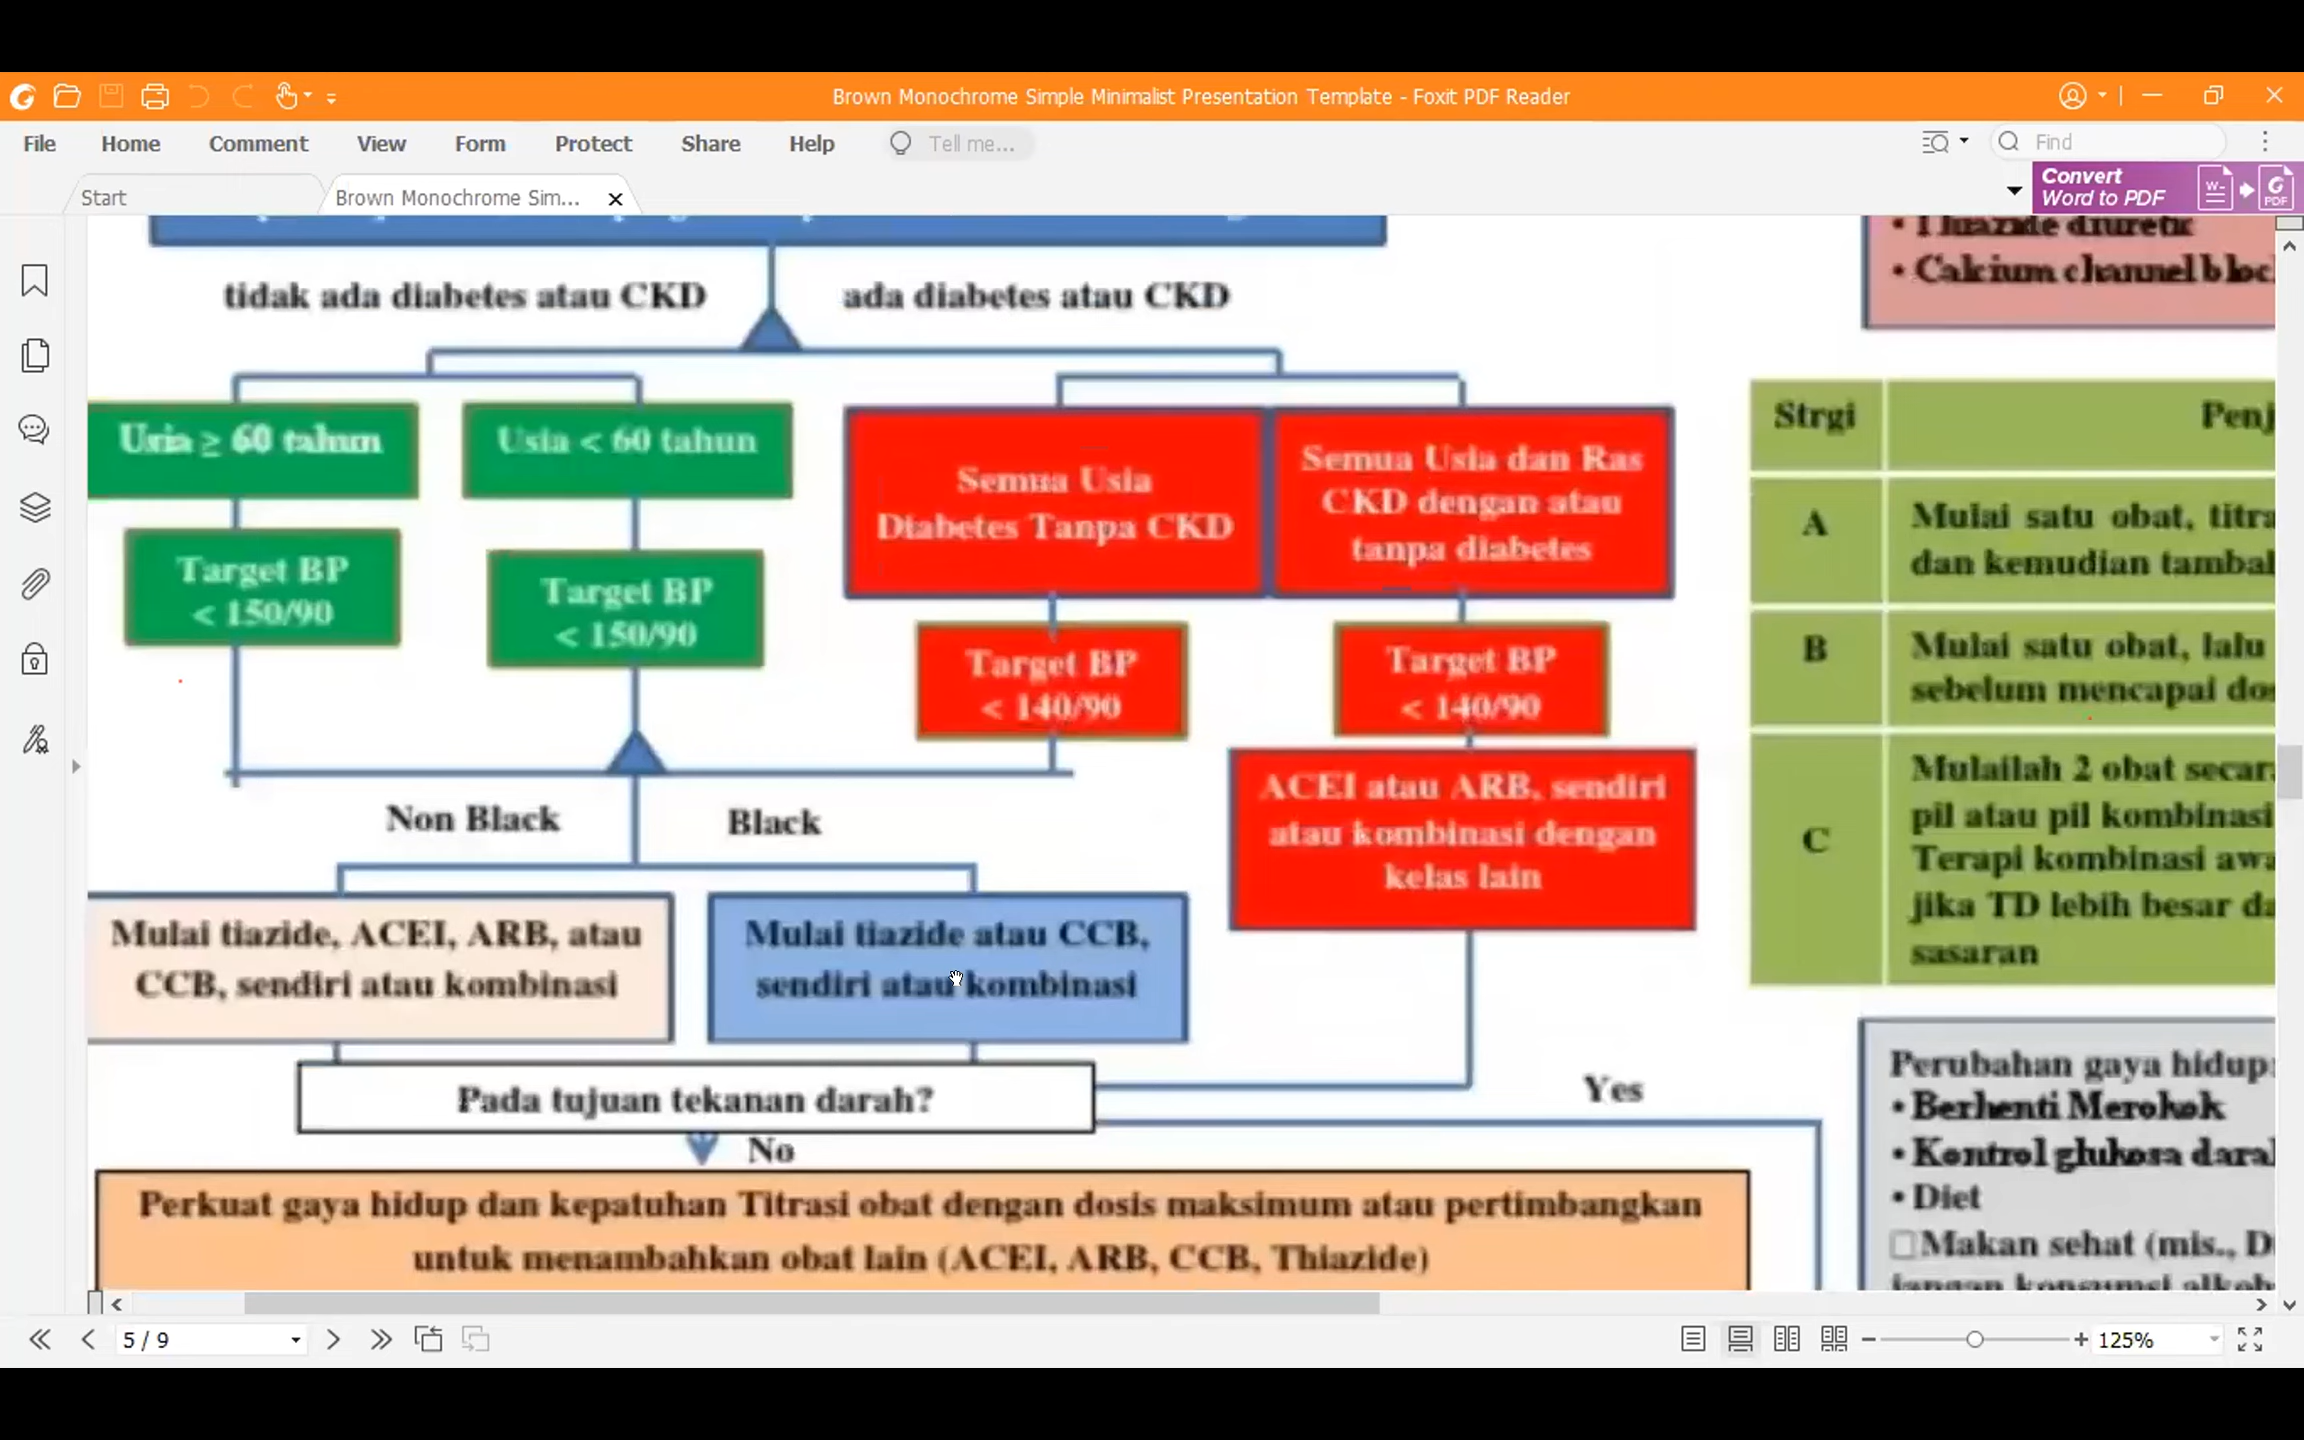 Brown Monochrome Simple Minimalist Presentation Template - Foxit PDF Reader
File Home Comment View Form Protect Share Help Tell me... Find
Convert
Word to PDF
Start
Brown Monochrome Sim...
tidak ada diabetes atau CKD
ada diabetes atau CKD
Usia ≥ 60 tahun
Usia < 60 tahun
Semua Usia
Diabetes Tanpa CKD
Semua Usia dan Ras
CKD dengan atau
tanpa diabetes
Target BP
< 150/90
Target BP
< 150/90
Target BP
< 140/90
Target BP
< 140/90
Non Black
Black
ACEI atau ARB, sendiri
atau kombinasi dengan
kelas lain
Mulai tiazide, ACEI, ARB, atau
CCB, sendiri atau kombinasi
Mulai tiazide atau CCB,
sendiri atau kombinasi
Pada tujuan tekanan darah?
Yes
No
Perkuat gaya hidup dan kepatuhan Titrasi obat dengan dosis maksimum atau pertimbangkan
untuk menambahkan obat lain (ACEI, ARB, CCB, Thiazide)
• Thiazide diuretic
• Calcium channel
Strgi
A
Mulai satu obat,
dan kemudian
B
Mulai satu obat, lalu
sebelum mencapai
C
Mulailah 2 obat
pil atau pil kombinasi
Terapi kombinasi
jika TD lebih besar
sasaran
Perubahan gaya hidup:
• Berhenti Merokok
• Kontrol glukosa
• Diet
Makan sehat (mis.,
jangan konsumsi
5 / 9
125%